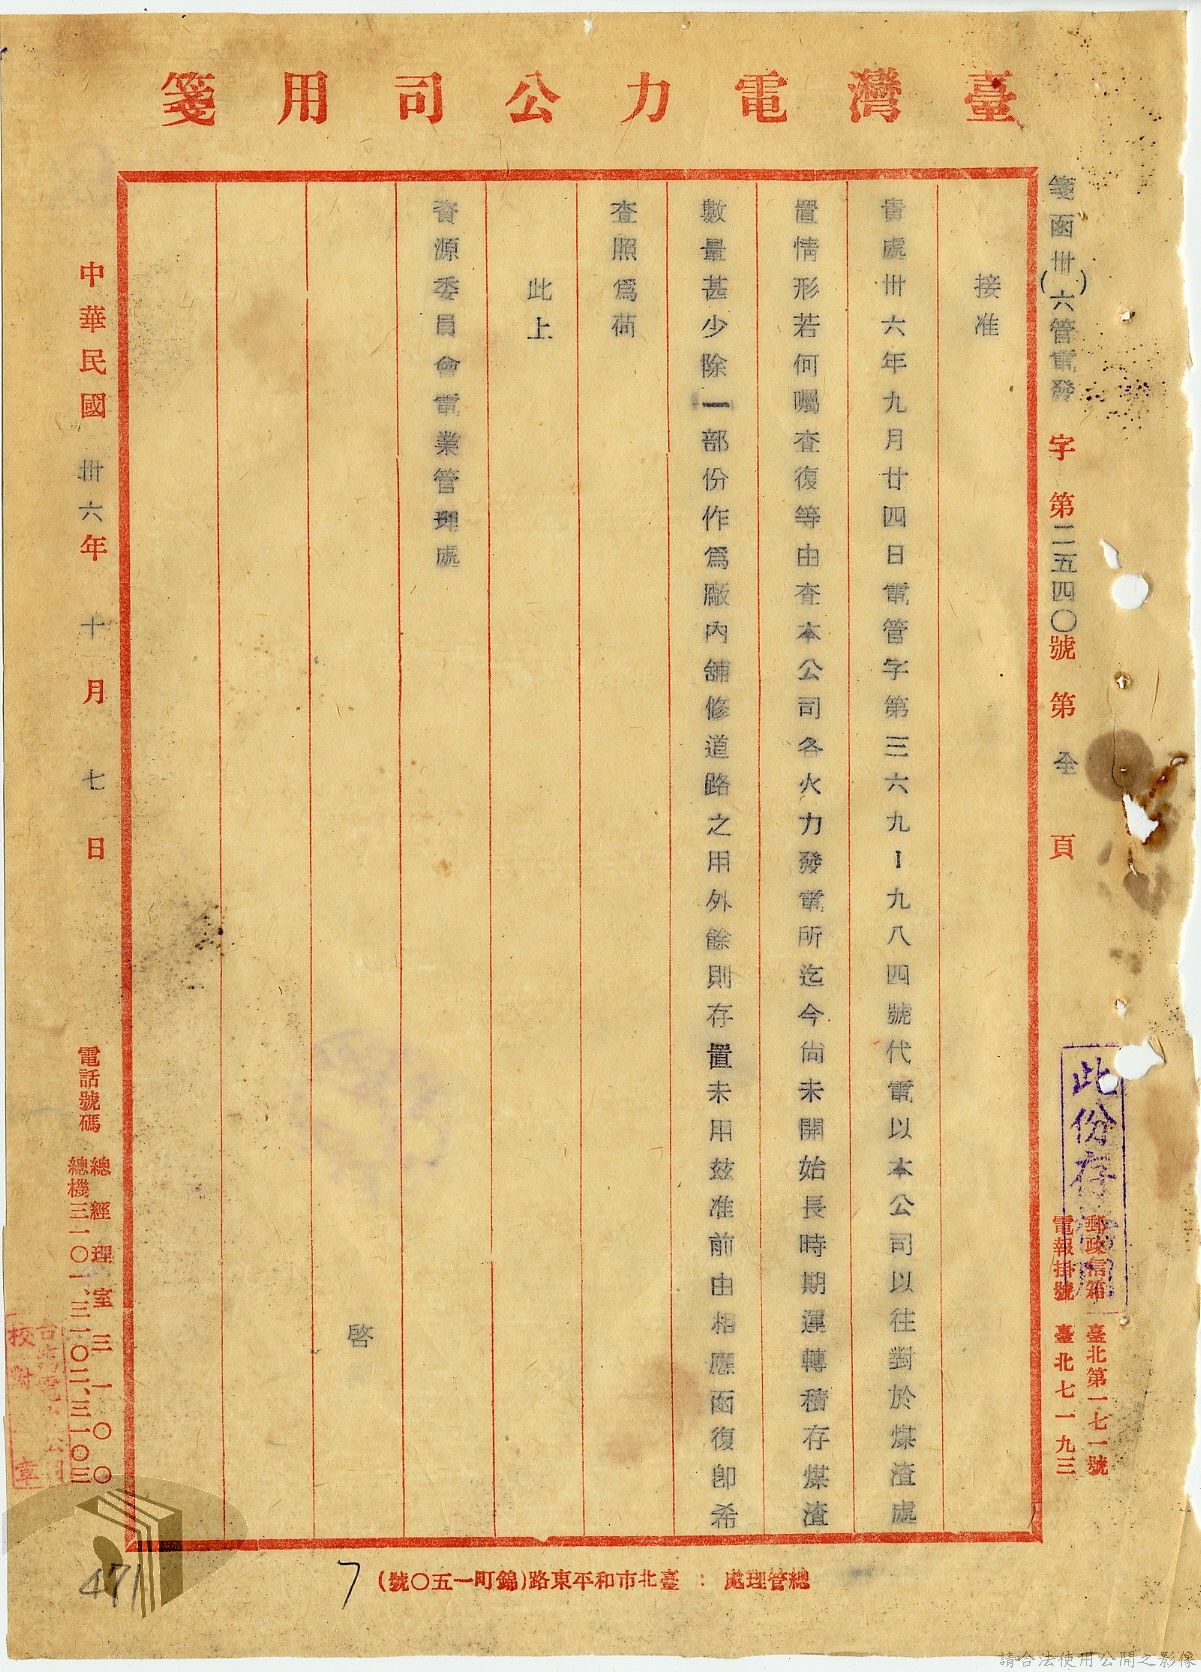 臺灣電力公司用箋
箋函(卅)六管電發字第二五四〇號第全頁
郵政信箱 臺北第一七一號
電報掛號 臺北七一九三
此份存
接准
貴處卅六年九月廿四日電管字第三六九一九八四號代電以本公司以往對於煤渣處
置情形若何囑查復等由查本公司各火力發電所迄今尚未開始長時期運轉積存煤渣
數量甚少除一部份作為廠內舖修道路之用外餘則存置未用茲准前由相應函復卽希
查照為荷
此上
資源委員會電業管理處
啓
中華民國卅六年十月七日
電話號碼
總經理室三一〇〇
總機三一〇一、三一〇二、三一〇三
校對章
總管理處:臺北市和平東路(錦町一五〇號)
7
471
請合法使用公開之影像